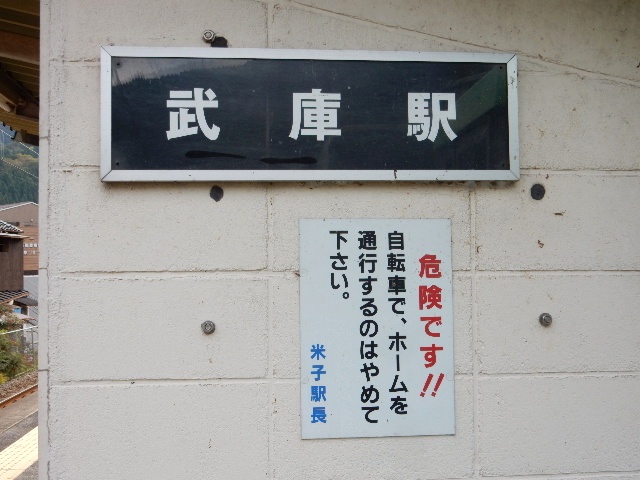 武庫駅
危険です!!
自転車で、ホームを
通行するのはやめて
下さい。
米子駅長